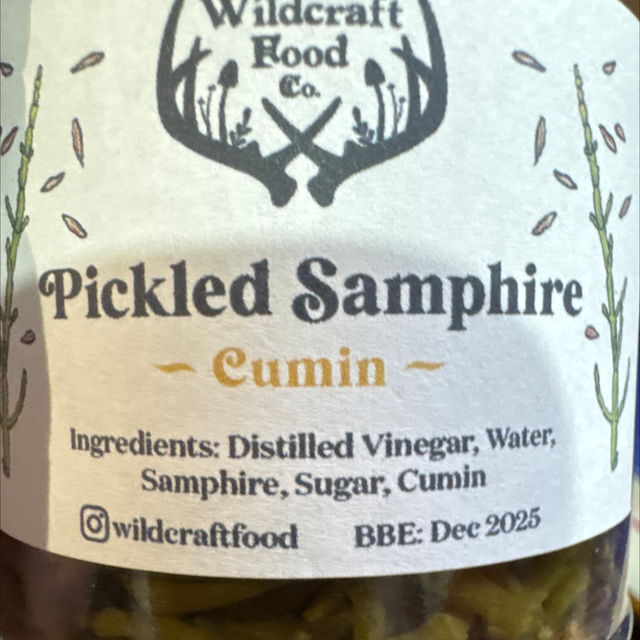 Wildcraft
Food
Co.
Pickled Samphire
~ Cumin ~
Ingredients: Distilled Vinegar, Water,
Samphire, Sugar, Cumin
wildcraftfood BBE: Dec 2025